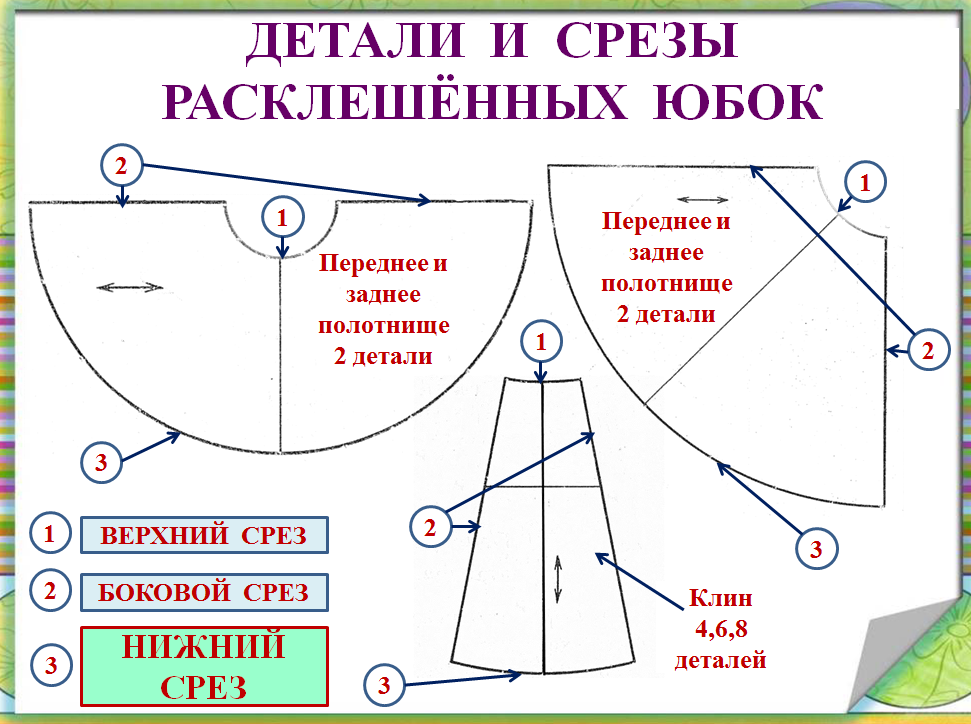 ДЕТАЛИ И СРЕЗЫ
РАСКЛЕШЁННЫХ ЮБОК
2
1
Переднее и
заднее
полотнище
2 детали
3
1
Переднее и
заднее
полотнище
2 детали
2
3
1
2
Клин
4,6,8
деталей
3
1 ВЕРХНИЙ СРЕЗ
2 БОКОВОЙ СРЕЗ
3 НИЖНИЙ
СРЕЗ